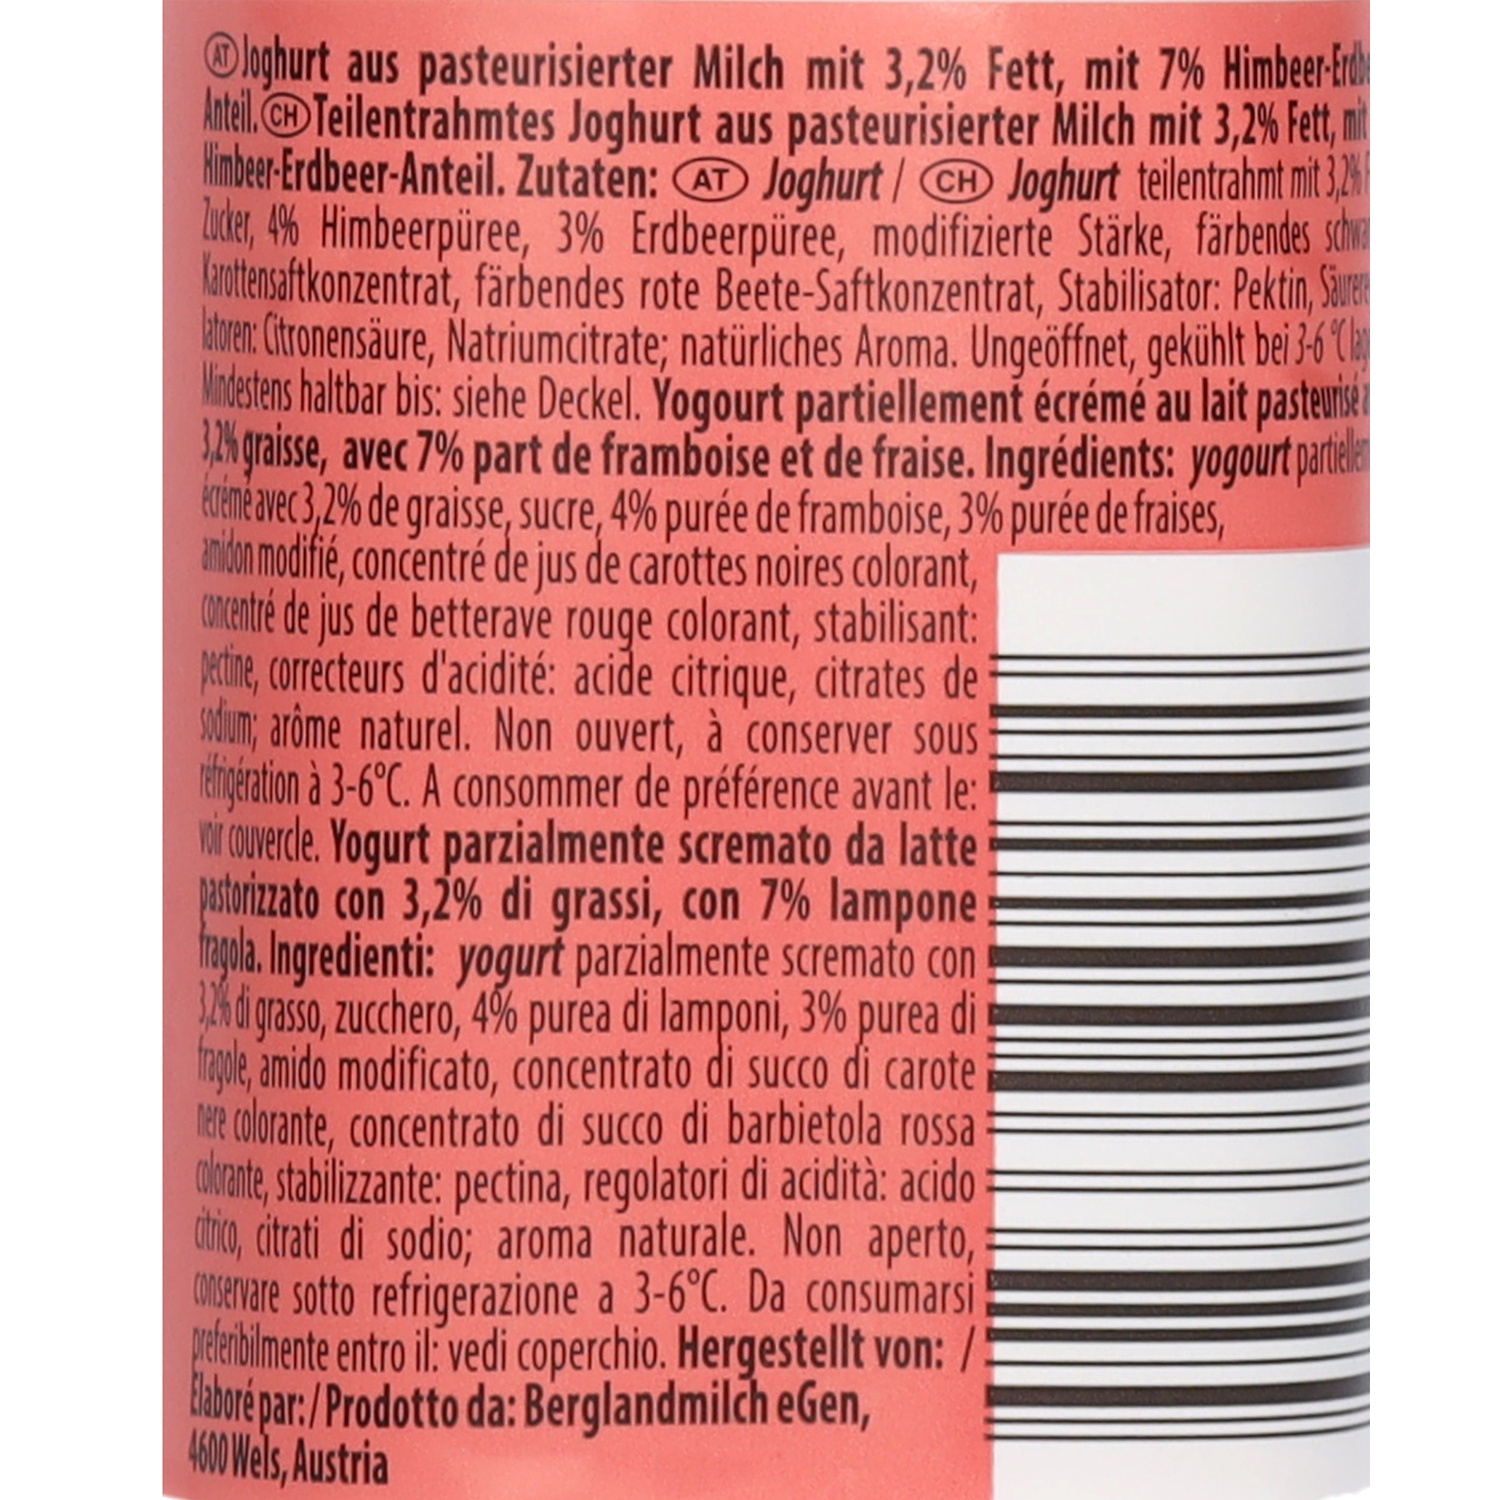 AT Joghurt aus pasteurisierter Milch mit 3,2% Fett, mit 7%
Anteil. CH Teilentrahmtes Joghurt aus pasteurisierter Milch mit 3,2% Fett, mit
Himbeer-Erdbeer-Anteil. Zutaten: AT Joghurt / CH Joghurt teilentrahmt mit 3,2%
Zucker, 4% Himbeerpüree, 3% Erdbeerpüree, modifizierte Stärke, färbendes
Karottensaftkonzentrat, färbendes rote Beete-Saftkonzentrat, Stabilisator: Pektin,
latoren: Citronensäure, Natriumcitrate; natürliches Aroma. Ungeöffnet, gekühlt bei 3-6 °C
Mindestens haltbar bis: siehe Deckel. Yogourt partiellement écrémé au lait pasteurisé
3,2% graisse, avec 7% part de framboise et de fraise. Ingrédients: yogourt
écrémé avec 3,2% de graisse, sucre, 4% purée de framboise, 3% purée de fraises,
amidon modifié, concentré de jus de carottes noires colorant,
concentré de jus de betterave rouge colorant, stabilisant:
pectine, correcteurs d'acidité: acide citrique, citrates de
sodium; arôme naturel. Non ouvert, à conserver sous
réfrigération à 3-6°C. A consommer de préférence avant le:
voir couvercle. Yogurt parzialmente scremato da latte
pastorizzato con 3,2% di grassi, con 7% lampone
fragola. Ingredienti: yogurt parzialmente scremato con
3,2% di grasso, zucchero, 4% purea di lamponi, 3% purea di
fragole, amido modificato, concentrato di succo di carote
nere colorante, concentrato di succo di barbietola rossa
colorante, stabilizzante: pectina, regolatori di acidità: acido
citrico, citrati di sodio; aroma naturale. Non aperto,
conservare sotto refrigerazione a 3-6°C. Da consumarsi
preferibilmente entro il: vedi coperchio. Hergestellt von: /
Elaboré par: / Prodotto da: Berglandmilch eGen,
4600 Wels, Austria